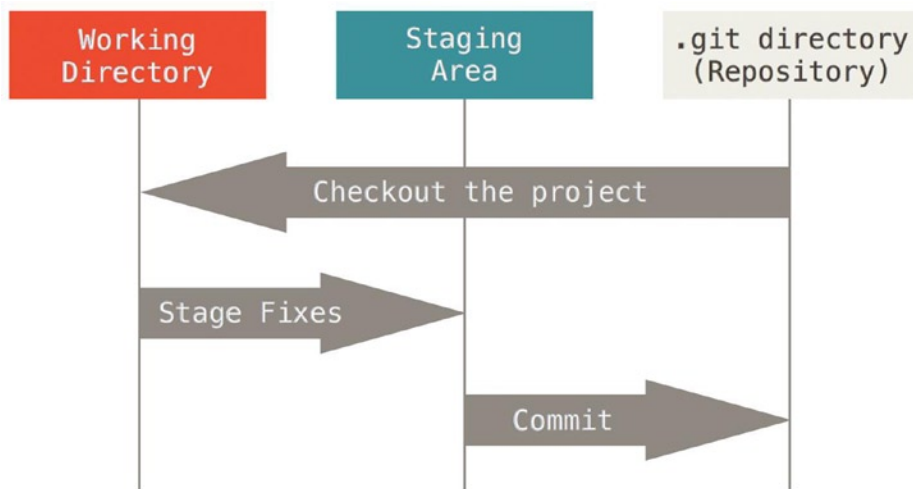 Working
Directory
Staging
Area
.git directory
(Repository)
Checkout the project
Stage Fixes
Commit